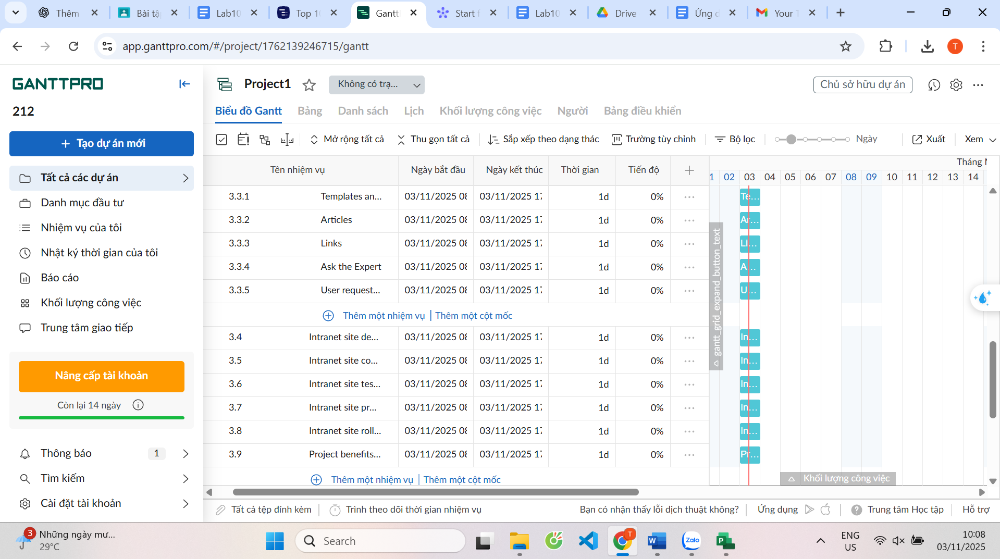 Thêm
Bài tậ
Lab10
Top 1
Gantt
Start f
Lab10
Drive
Ứng d
Your T
app.ganttpro.com/#/project/1762139246715/gantt
T
GANTTPRO
212
Tạo dự án mới
Tất cả các dự án
Danh mục đầu tư
Nhiệm vụ của tôi
Nhật ký thời gian của tôi
Báo cáo
Khối lượng công việc
Trung tâm giao tiếp
Nâng cấp tài khoản
Còn lại 14 ngày
Thông báo 1
Tìm kiếm
Cài đặt tài khoản
Project1
Không có trạ...
Chủ sở hữu dự án
Biểu đồ Gantt Bảng Danh sách Lịch Khối lượng công việc Người Bảng điều khiển
Mở rộng tất cả Thu gọn tất cả Sắp xếp theo dạng thác Trường tùy chỉnh Bộ lọc Ngày Xuất Xem
Tên nhiệm vụ Ngày bắt đầu Ngày kết thúc Thời gian Tiến độ
Tháng
1 02 03 04 05 06 07 08 09 10 11 12 13 14
3.3.1 Templates an... 03/11/2025 08 03/11/2025 17 1d 0% Te...
3.3.2 Articles 03/11/2025 08 03/11/2025 17 1d 0% Ar...
3.3.3 Links 03/11/2025 08 03/11/2025 17 1d 0% Li...
3.3.4 Ask the Expert 03/11/2025 08 03/11/2025 17 1d 0% A...
3.3.5 User request... 03/11/2025 08 03/11/2025 17 1d 0% U...
Thêm một nhiệm vụ Thêm một cột mốc
3.4 Intranet site de... 03/11/2025 08 03/11/2025 17 1d 0% In...
3.5 Intranet site co... 03/11/2025 08 03/11/2025 17 1d 0% In...
3.6 Intranet site tes... 03/11/2025 08 03/11/2025 17 1d 0% In...
3.7 Intranet site pr... 03/11/2025 08 03/11/2025 17 1d 0% In...
3.8 Intranet site roll... 03/11/2025 08 03/11/2025 17 1d 0% In...
3.9 Project benefits... 03/11/2025 08 03/11/2025 17 1d 0% Pr...
Thêm một nhiệm vụ Thêm một cột mốc
gantt_grid_expand_button_text
Khối lượng công việc
Tất cả tệp đính kèm Trình theo dõi thời gian nhiệm vụ Bạn có nhận thấy lỗi dịch thuật không? Ứng dụng Trung tâm Học tập Hỗ trợ
3
Những ngày mư...
29°C
Search
T
Zalo
ENG
US
10:08
03/11/2025